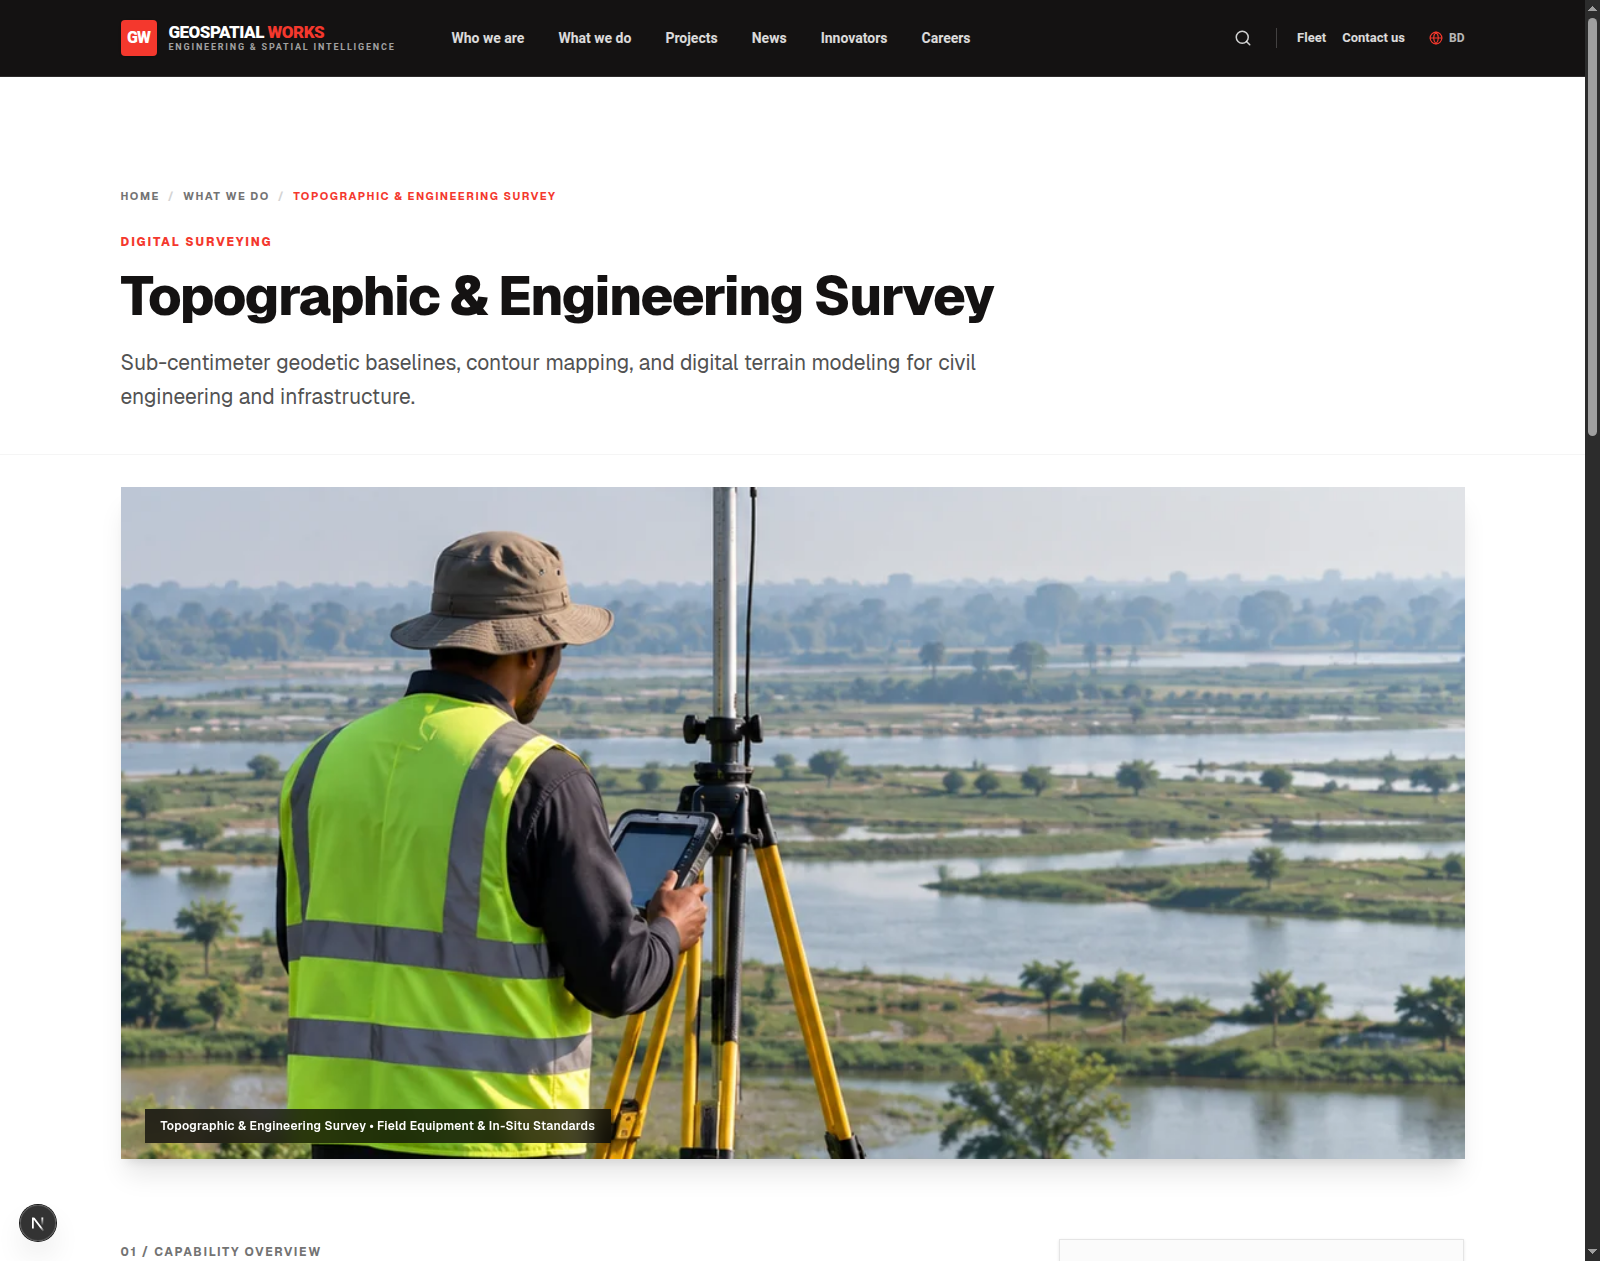 GW
GEOSPATIAL WORKS
ENGINEERING & SPATIAL INTELLIGENCE
Who we are
What we do
Projects
News
Innovators
Careers
Fleet
Contact us
BD
HOME / WHAT WE DO / TOPOGRAPHIC & ENGINEERING SURVEY
DIGITAL SURVEYING
Topographic & Engineering Survey
Sub-centimeter geodetic baselines, contour mapping, and digital terrain modeling for civil
engineering and infrastructure.
Topographic & Engineering Survey • Field Equipment & In-Situ Standards
N
01 / CAPABILITY OVERVIEW